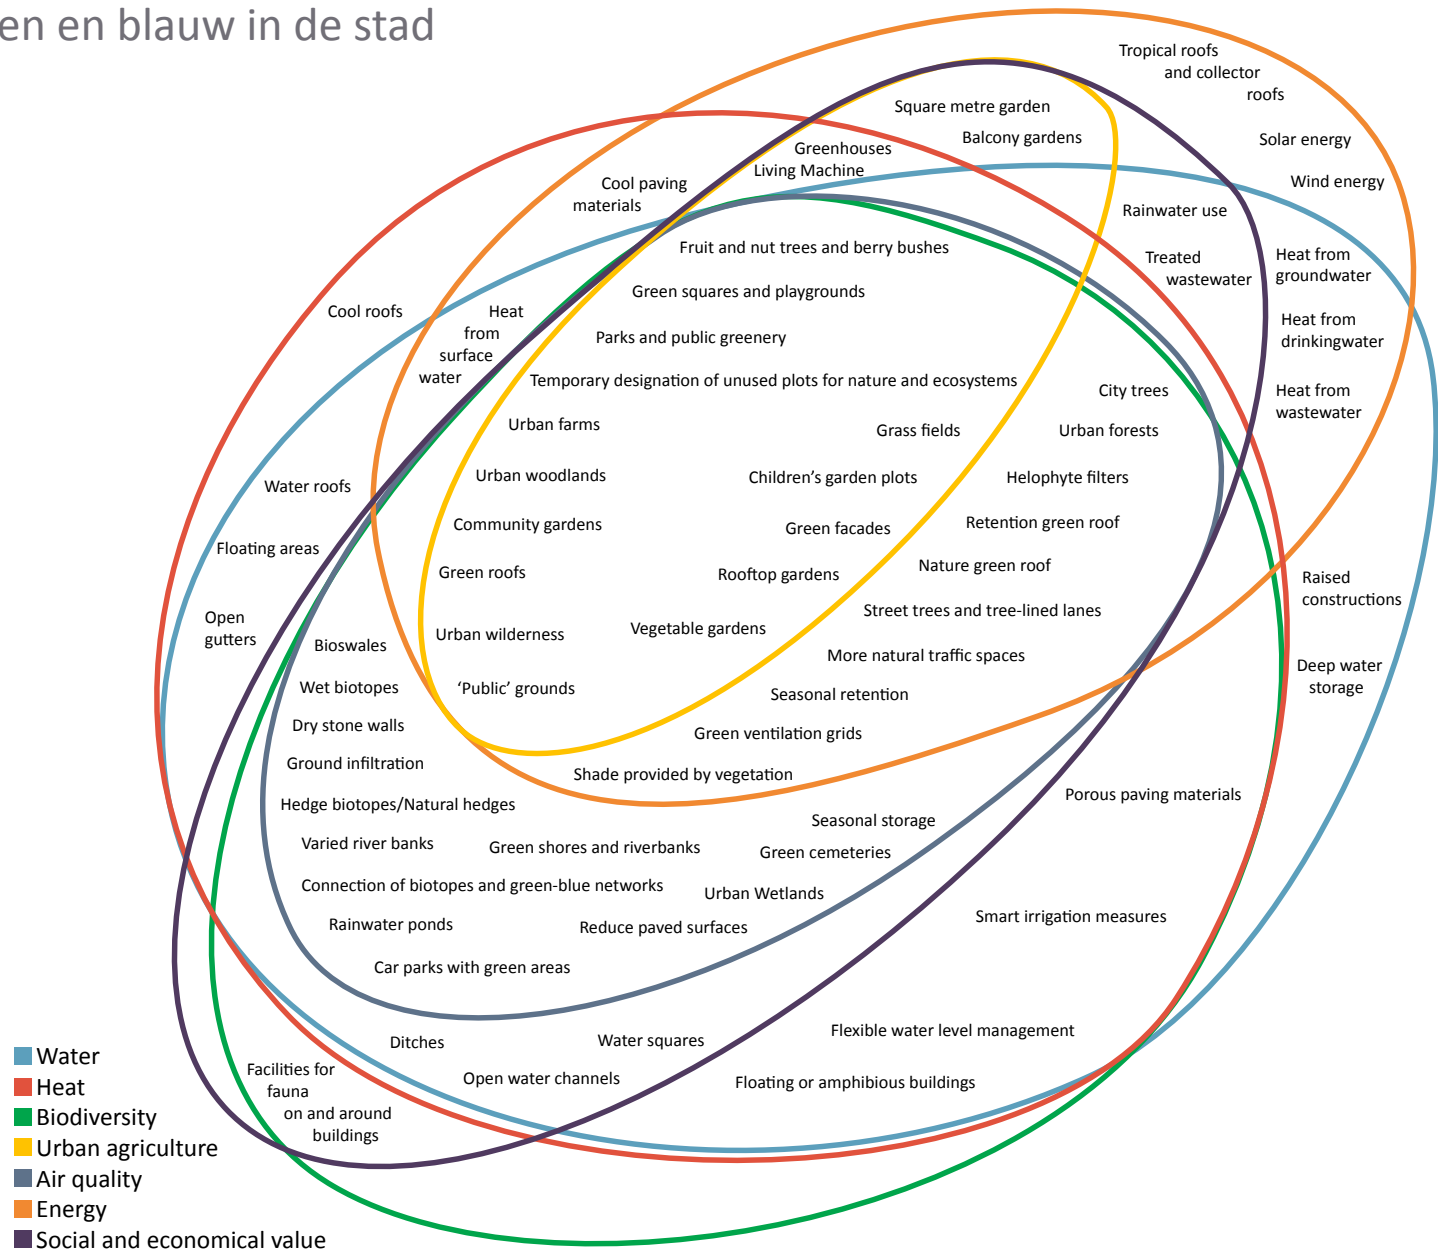 en en blauw in de stad
Tropical roofs
and collector
roofs
Square metre garden
Balcony gardens
Solar energy
Greenhouses
Living Machine
Wind energy
Cool paving
materials
Rainwater use
Fruit and nut trees and berry bushes
Treated
wastewater
Heat from
groundwater
Green squares and playgrounds
Cool roofs
Heat
from
surface
water
Heat from
drinkingwater
Parks and public greenery
Temporary designation of unused plots for nature and ecosystems
City trees
Heat from
wastewater
Urban farms
Grass fields
Urban forests
Urban woodlands
Children’s garden plots
Helophyte filters
Water roofs
Community gardens
Green facades
Retention green roof
Floating areas
Green roofs
Rooftop gardens
Nature green roof
Raised
constructions
Street trees and tree-lined lanes
Open
gutters
Urban wilderness
Vegetable gardens
Bioswales
More natural traffic spaces
Deep water
storage
Wet biotopes
‘Public’ grounds
Seasonal retention
Dry stone walls
Green ventilation grids
Ground infiltration
Shade provided by vegetation
Porous paving materials
Hedge biotopes/Natural hedges
Seasonal storage
Varied river banks
Green shores and riverbanks
Green cemeteries
Connection of biotopes and green-blue networks
Urban Wetlands
Smart irrigation measures
Rainwater ponds
Reduce paved surfaces
Car parks with green areas
Flexible water level management
Ditches
Water squares
Facilities for
fauna
on and around
buildings
Open water channels
Floating or amphibious buildings
Water
Heat
Biodiversity
Urban agriculture
Air quality
Energy
Social and economical value